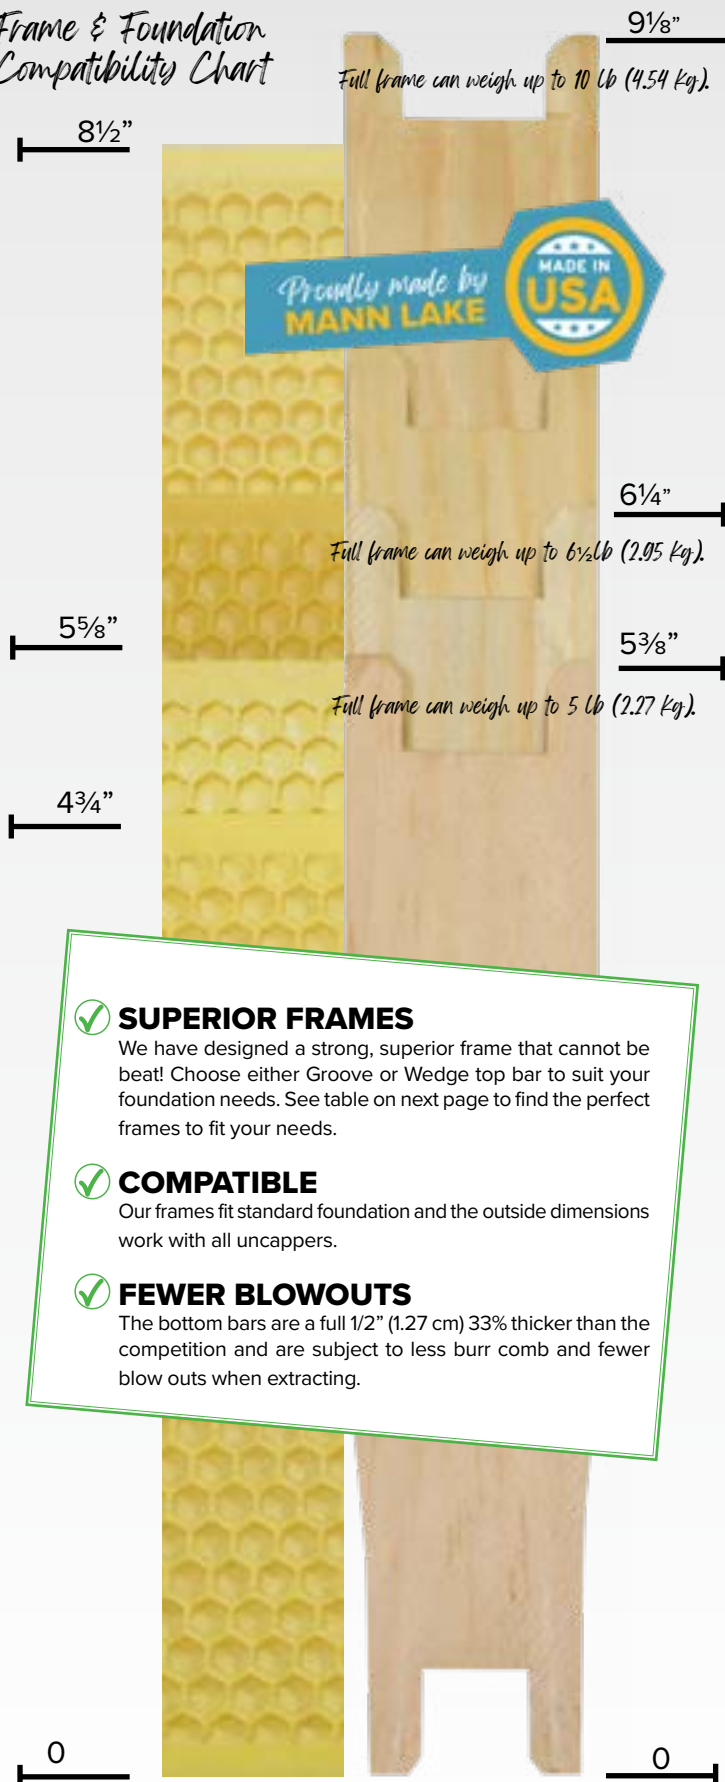 Frame & Foundation
Compatibility Chart
9⅛”
Full frame can weigh up to 10 lb (4.54 Kg).
8½”
MADE IN
USA
Proudly made by
MANN LAKE
6¼”
Full frame can weigh up to 6½lb (2.95 Kg).
5⅝”
5⅜”
Full frame can weigh up to 5 lb (2.27 Kg).
4¾”
SUPERIOR FRAMES
We have designed a strong, superior frame that cannot be
beat! Choose either Groove or Wedge top bar to suit your
foundation needs. See table on next page to find the perfect
frames to fit your needs.
COMPATIBLE
Our frames fit standard foundation and the outside dimensions
work with all uncappers.
FEWER BLOWOUTS
The bottom bars are a full 1/2” (1.27 cm) 33% thicker than the
competition and are subject to less burr comb and fewer
blow outs when extracting.
0
0